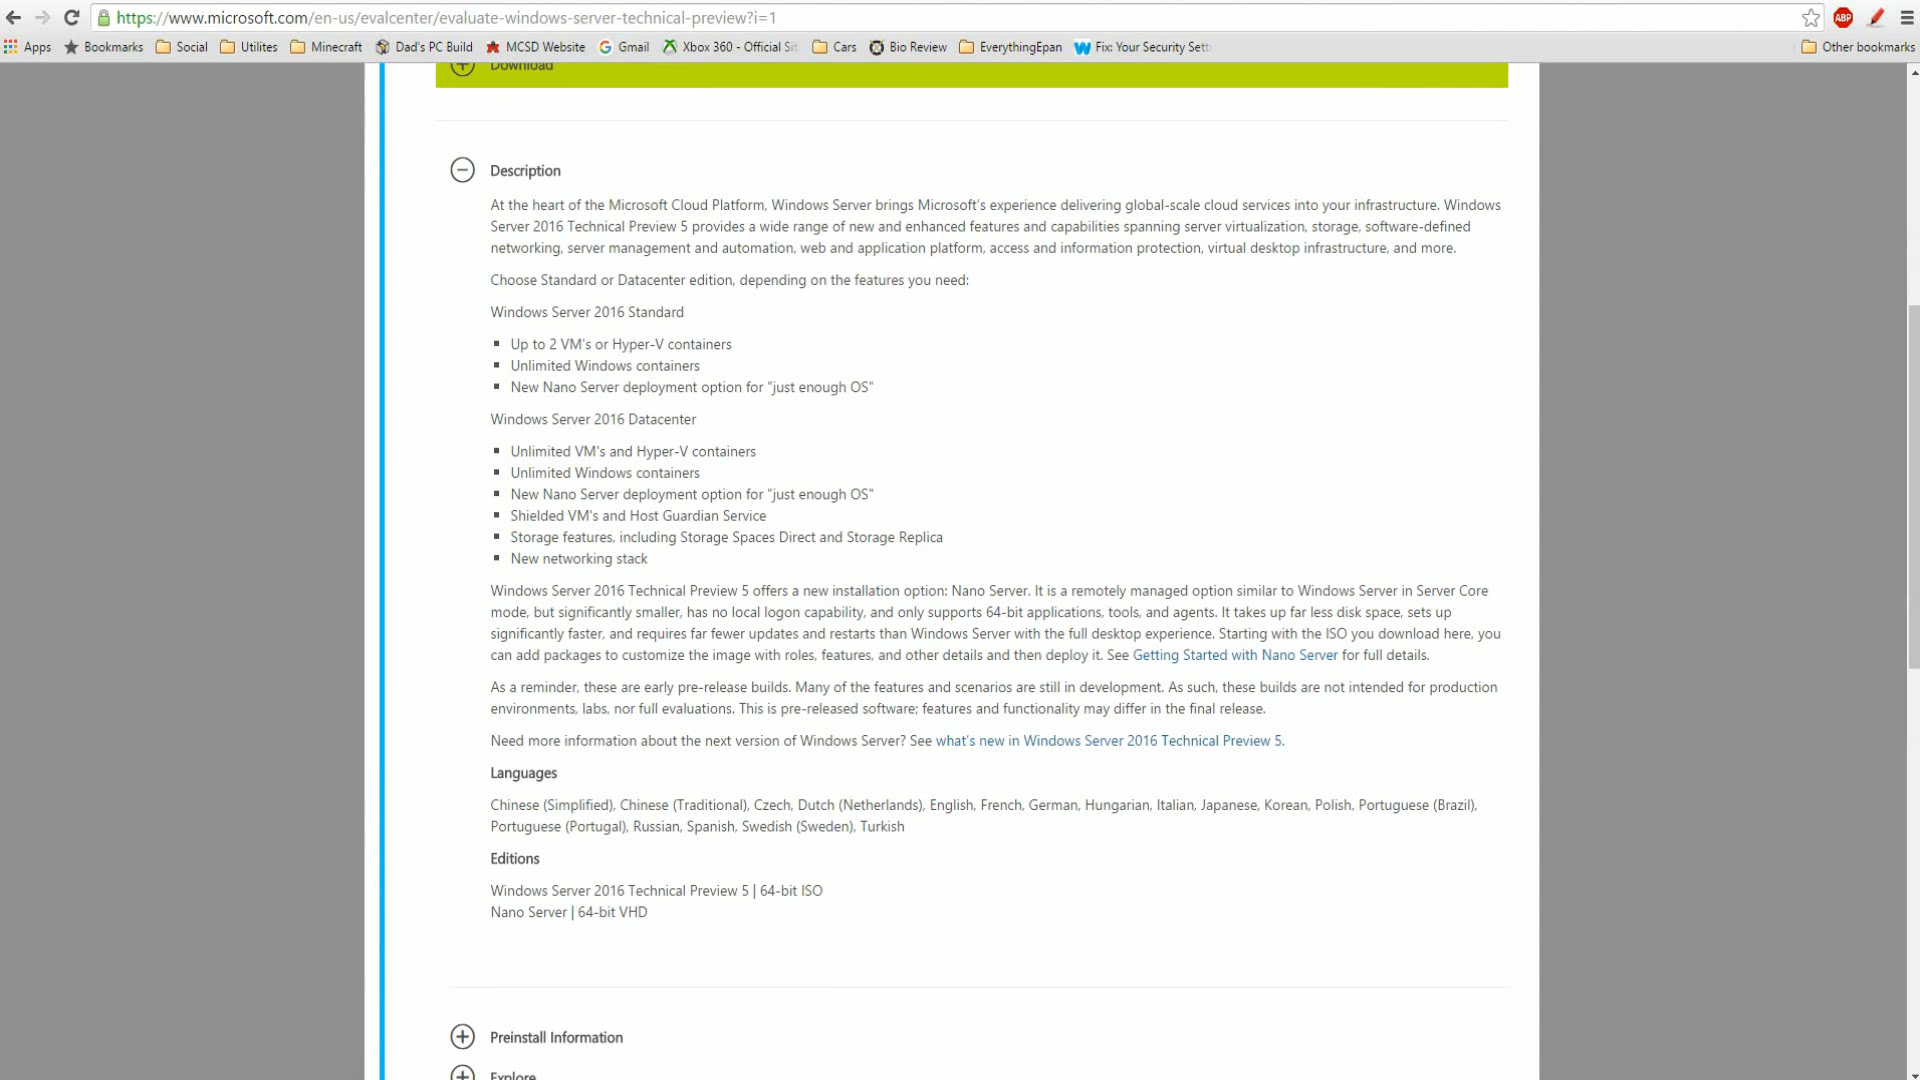 https://www.microsoft.com/en-us/evalcenter/evaluate-windows-server-technical-preview?i=1
ABP
Apps Bookmarks Social Utilites Minecraft Dad's PC Build MCSD Website Gmail Xbox 360 - Official Sit Cars Bio Review EverythingEpan Fix: Your Security Sett Other bookmarks
Download
Description
At the heart of the Microsoft Cloud Platform, Windows Server brings Microsoft's experience delivering global-scale cloud services into your infrastructure. Windows
Server 2016 Technical Preview 5 provides a wide range of new and enhanced features and capabilities spanning server virtualization, storage, software-defined
networking, server management and automation, web and application platform, access and information protection, virtual desktop infrastructure, and more.
Choose Standard or Datacenter edition, depending on the features you need:
Windows Server 2016 Standard
Up to 2 VM's or Hyper-V containers
Unlimited Windows containers
New Nano Server deployment option for "just enough OS"
Windows Server 2016 Datacenter
Unlimited VM's and Hyper-V containers
Unlimited Windows containers
New Nano Server deployment option for "just enough OS"
Shielded VM's and Host Guardian Service
Storage features, including Storage Spaces Direct and Storage Replica
New networking stack
Windows Server 2016 Technical Preview 5 offers a new installation option: Nano Server. It is a remotely managed option similar to Windows Server in Server Core
mode, but significantly smaller, has no local logon capability, and only supports 64-bit applications, tools, and agents. It takes up far less disk space, sets up
significantly faster, and requires far fewer updates and restarts than Windows Server with the full desktop experience. Starting with the ISO you download here, you
can add packages to customize the image with roles, features, and other details and then deploy it. See Getting Started with Nano Server for full details.
As a reminder, these are early pre-release builds. Many of the features and scenarios are still in development. As such, these builds are not intended for production
environments, labs, nor full evaluations. This is pre-released software; features and functionality may differ in the final release.
Need more information about the next version of Windows Server? See what's new in Windows Server 2016 Technical Preview 5.
Languages
Chinese (Simplified), Chinese (Traditional), Czech, Dutch (Netherlands), English, French, German, Hungarian, Italian, Japanese, Korean, Polish, Portuguese (Brazil),
Portuguese (Portugal), Russian, Spanish, Swedish (Sweden), Turkish
Editions
Windows Server 2016 Technical Preview 5 | 64-bit ISO
Nano Server | 64-bit VHD
Preinstall Information
Explore